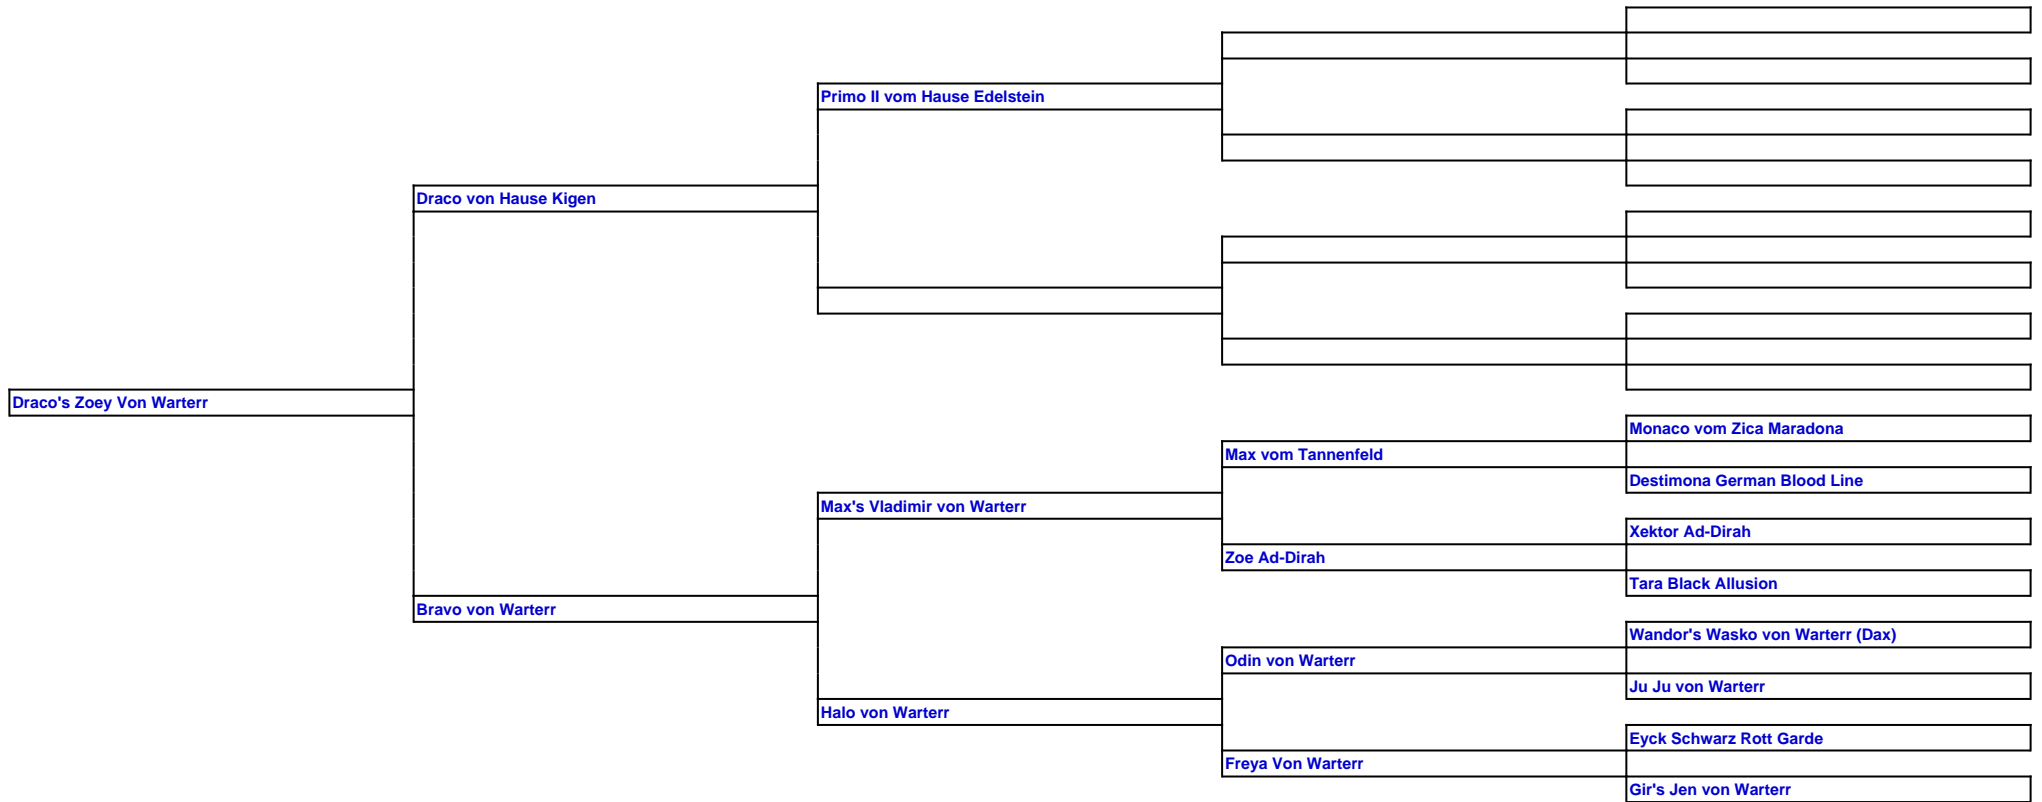 Primo II vom Hause Edelstein
Draco von Hause Kigen
Draco's Zoey Von Warterr
Monaco vom Zica Maradona
Max vom Tannenfeld
Destimona German Blood Line
Max's Vladimir von Warterr
Xektor Ad-Dirah
Zoe Ad-Dirah
Tara Black Allusion
Bravo von Warterr
Wandor's Wasko von Warterr (Dax)
Odin von Warterr
Ju Ju von Warterr
Halo von Warterr
Eyck Schwarz Rott Garde
Freya Von Warterr
Gir's Jen von Warterr